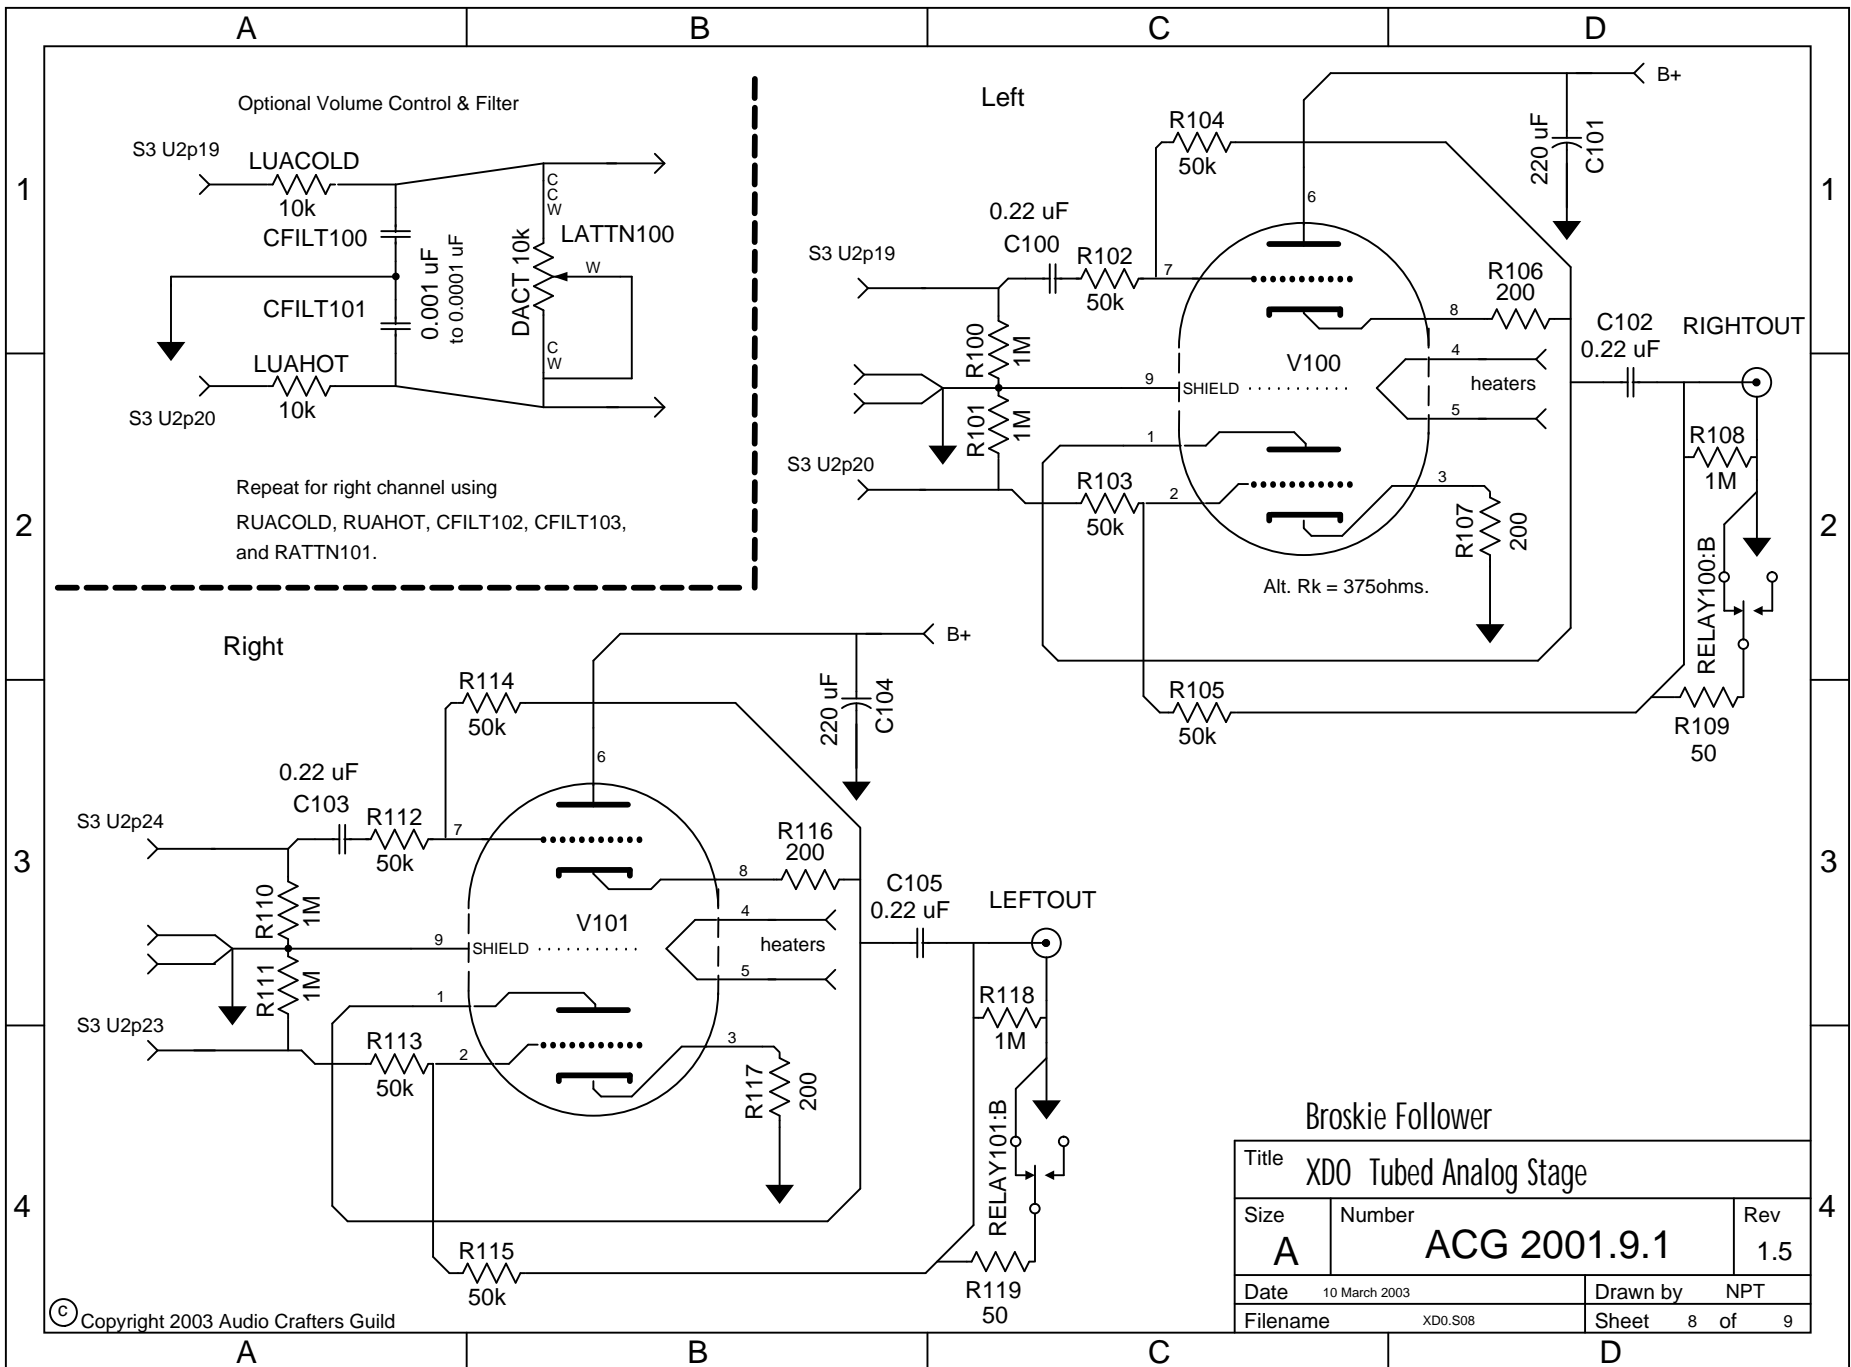 A
B
C
D
1
2
3
4
1
2
3
4
A
B
C
D
Optional Volume Control & Filter
S3 U2p19
LUACOLD
10k
CFILT100
CFILT101
0.001 uF
to 0.0001 uF
LUAHOT
10k
S3 U2p20
C
C
W
DACT 10k
LATTN100
W
C
W
Repeat for right channel using
RUACOLD, RUAHOT, CFILT102, CFILT103,
and RATTN101.
Left
B+
220 uF
C101
R104
50k
6
0.22 uF
C100
S3 U2p19
R102
50k
7
R106
200
8
C102
0.22 uF
RIGHTOUT
R100
1M
V100
4
heaters
5
9
SHIELD
R101
1M
1
S3 U2p20
R103
50k
2
3
R107
200
R108
1M
Alt. Rk = 375ohms.
RELAY100:B
R105
50k
R109
50
Right
B+
220 uF
C104
R114
50k
6
0.22 uF
C103
S3 U2p24
R112
50k
7
R116
200
8
C105
0.22 uF
LEFTOUT
R110
1M
V101
4
heaters
5
9
SHIELD
R111
1M
1
S3 U2p23
R113
50k
2
3
R117
200
R118
1M
RELAY101:B
R115
50k
R119
50
Broskie Follower
Title XD0 Tubed Analog Stage
Size A
Number ACG 2001.9.1
Rev 1.5
Date 10 March 2003
Drawn by NPT
Filename XD0.S08
Sheet 8 of 9
© Copyright 2003 Audio Crafters Guild